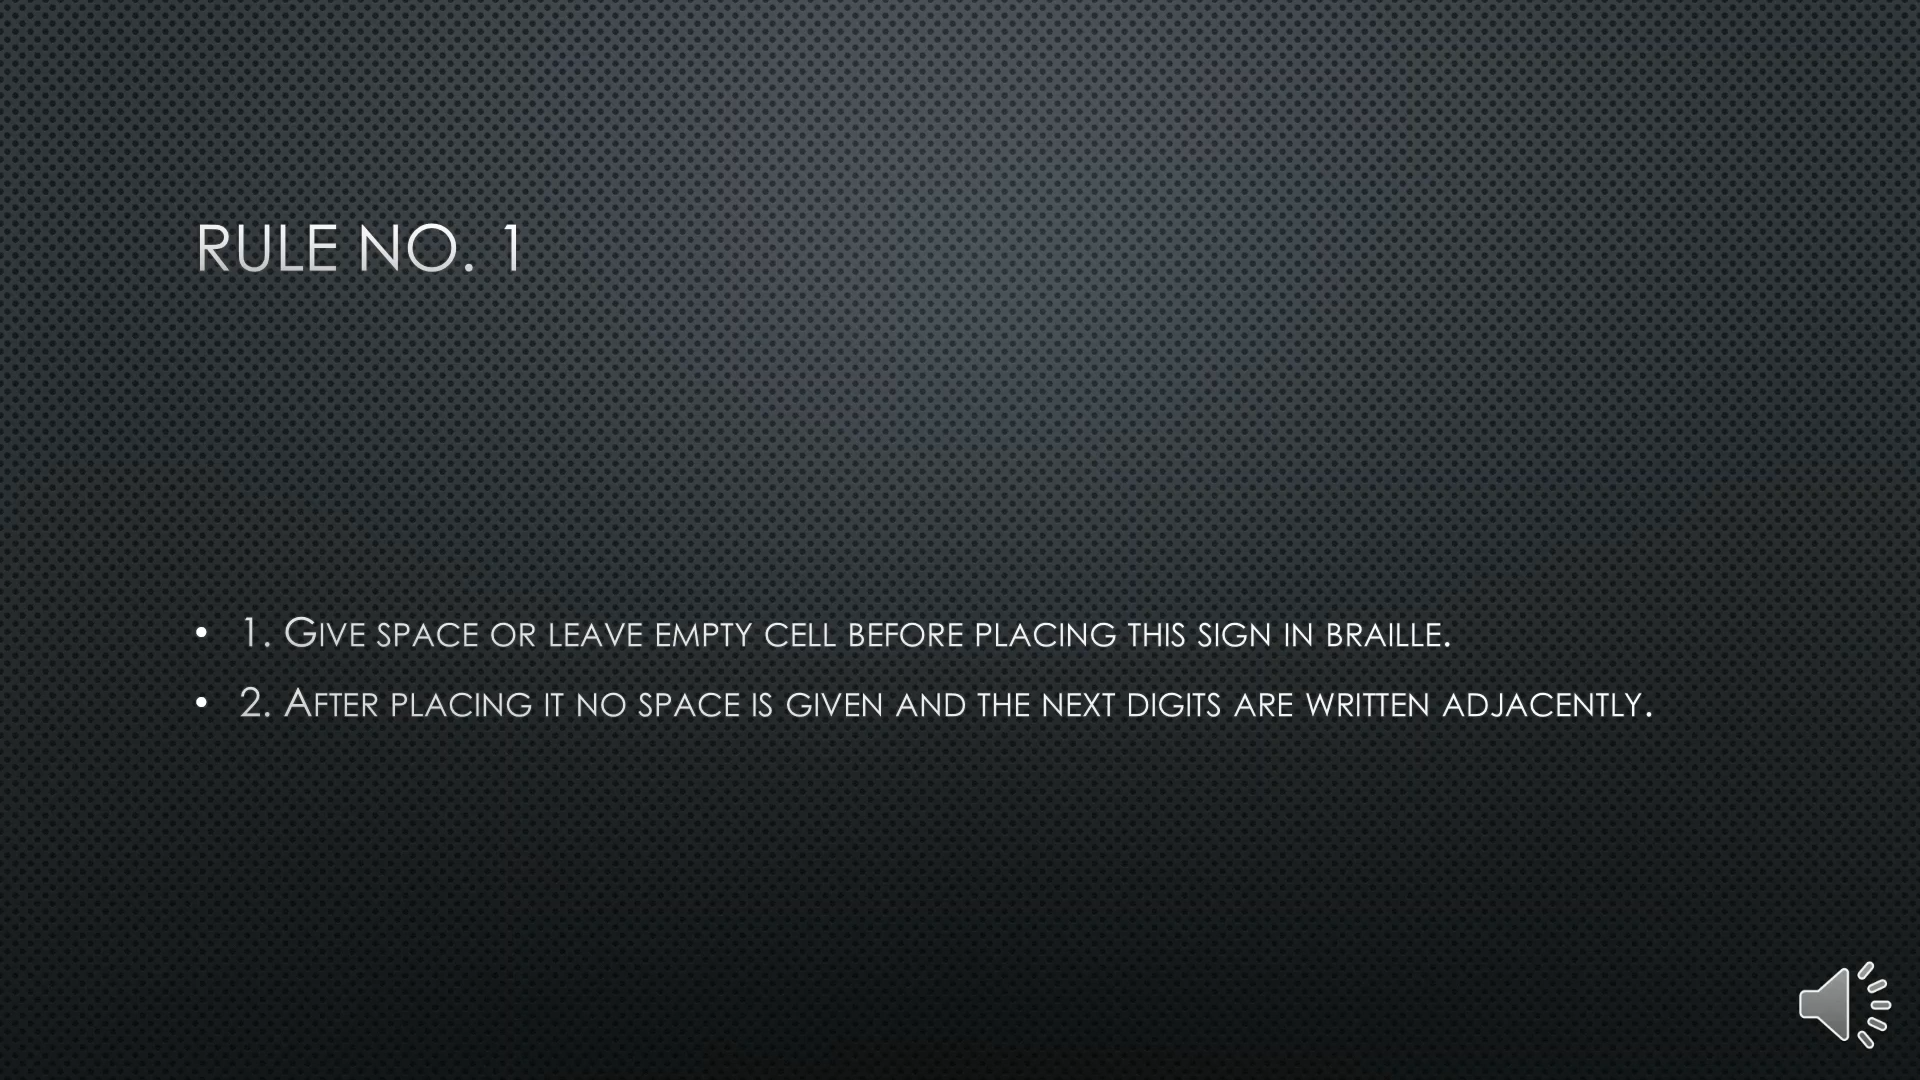 RULE NO. 1
• 1. Give space or leave empty cell before placing this sign in braille.
• 2. After placing it no space is given and the next digits are written adjacently.